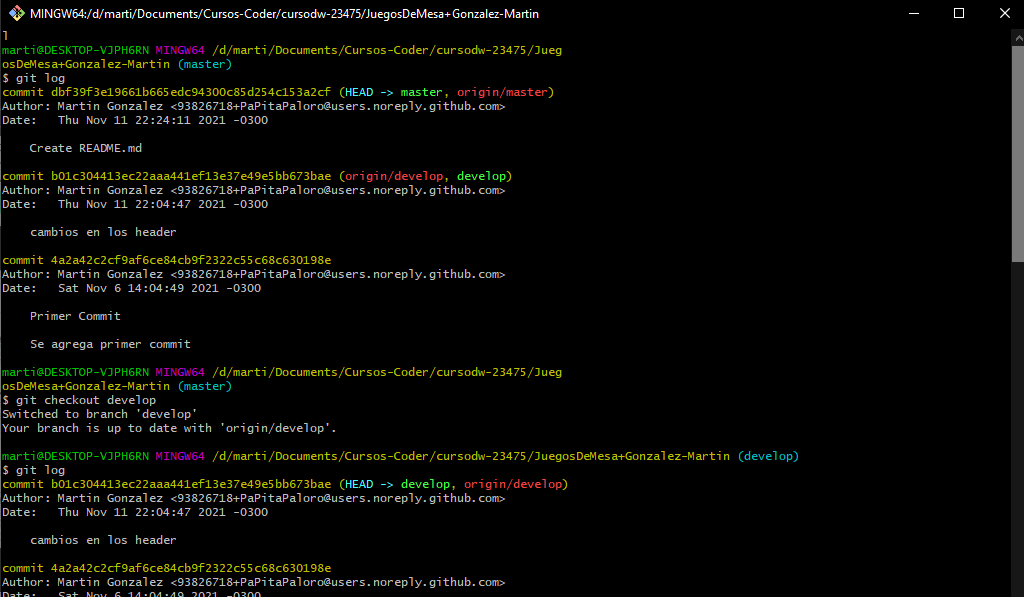 MINGW64:/d/marti/Documents/Cursos-Coder/cursodw-23475/JuegosDeMesa+Gonzalez-Martin
l
marti@DESKTOP-VJPH6RN MINGW64 /d/marti/Documents/Cursos-Coder/cursodw-23475/Jueg
osDeMesa+Gonzalez-Martin (master)
$ git log
commit dbf39f3e19661b665edc94300c85d254c153a2cf (HEAD -> master, origin/master)
Author: Martin Gonzalez <93826718+PaPitaPaloro@users.noreply.github.com>
Date:   Thu Nov 11 22:24:11 2021 -0300
    Create README.md
commit b01c304413ec22aaa441ef13e37e49e5bb673bae (origin/develop, develop)
Author: Martin Gonzalez <93826718+PaPitaPaloro@users.noreply.github.com>
Date:   Thu Nov 11 22:04:47 2021 -0300
    cambios en los header
commit 4a2a42c2cf9af6ce84cb9f2322c55c68c630198e
Author: Martin Gonzalez <93826718+PaPitaPaloro@users.noreply.github.com>
Date:   Sat Nov 6 14:04:49 2021 -0300
    Primer Commit
    Se agrega primer commit
marti@DESKTOP-VJPH6RN MINGW64 /d/marti/Documents/Cursos-Coder/cursodw-23475/Jueg
osDeMesa+Gonzalez-Martin (master)
$ git checkout develop
Switched to branch 'develop'
Your branch is up to date with 'origin/develop'.
marti@DESKTOP-VJPH6RN MINGW64 /d/marti/Documents/Cursos-Coder/cursodw-23475/JuegosDeMesa+Gonzalez-Martin (develop)
$ git log
commit b01c304413ec22aaa441ef13e37e49e5bb673bae (HEAD -> develop, origin/develop)
Author: Martin Gonzalez <93826718+PaPitaPaloro@users.noreply.github.com>
Date:   Thu Nov 11 22:04:47 2021 -0300
    cambios en los header
commit 4a2a42c2cf9af6ce84cb9f2322c55c68c630198e
Author: Martin Gonzalez <93826718+PaPitaPaloro@users.noreply.github.com>
Date:   Sat Nov 6 14:04:49 2021 -0300